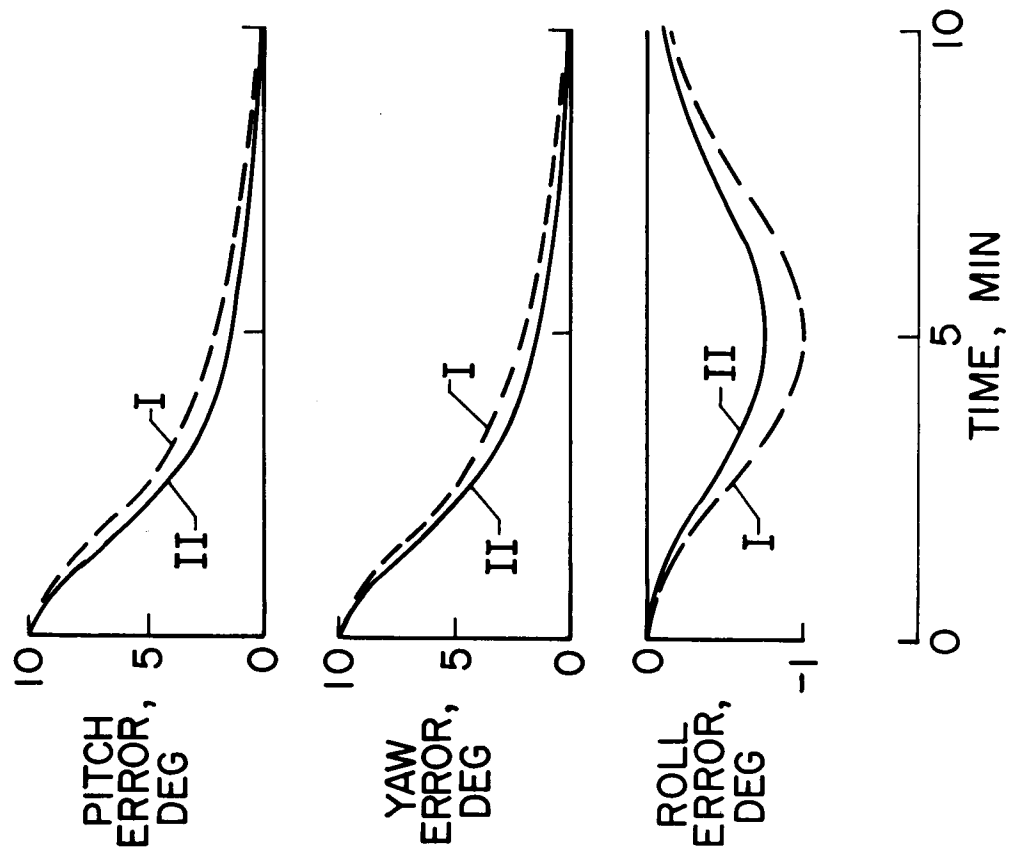 PITCH
ERROR,
DEG
10
5
0
I
II
YAW
ERROR,
DEG
10
5
0
I
II
ROLL
ERROR,
DEG
0
-1
II
I
0
5
10
TIME, MIN